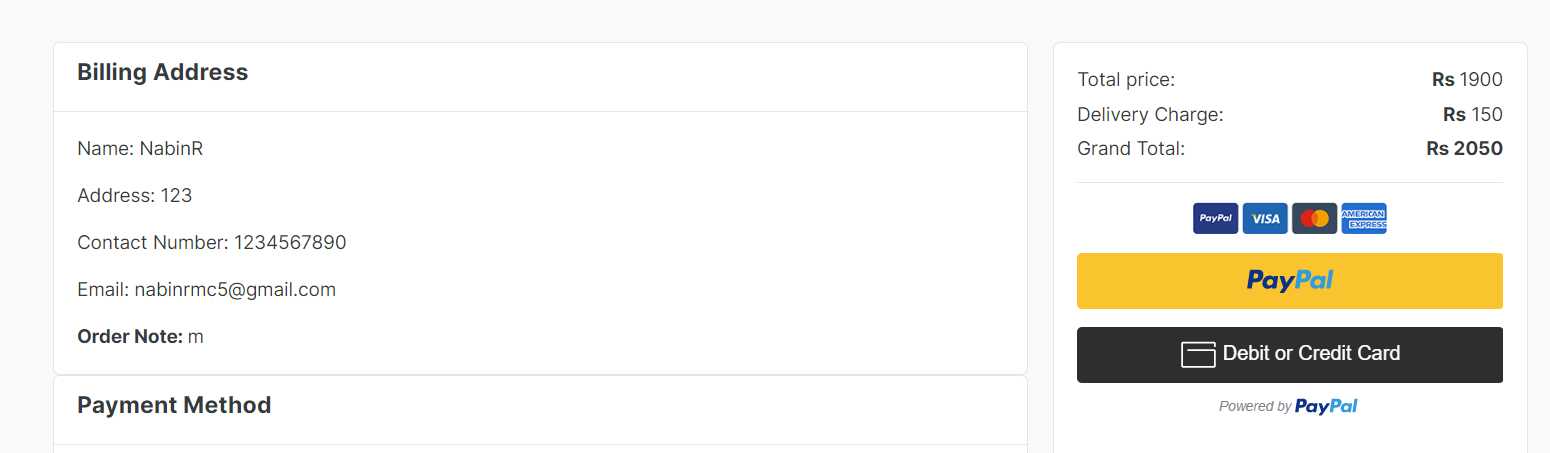 Billing Address
Name: NabinR
Address: 123
Contact Number: 1234567890
Email: nabinrmc5@gmail.com
Order Note: m
Payment Method
Total price: Rs 1900
Delivery Charge: Rs 150
Grand Total: Rs 2050
PayPal VISA AMERICAN EXPRESS
PayPal
Debit or Credit Card
Powered by PayPal